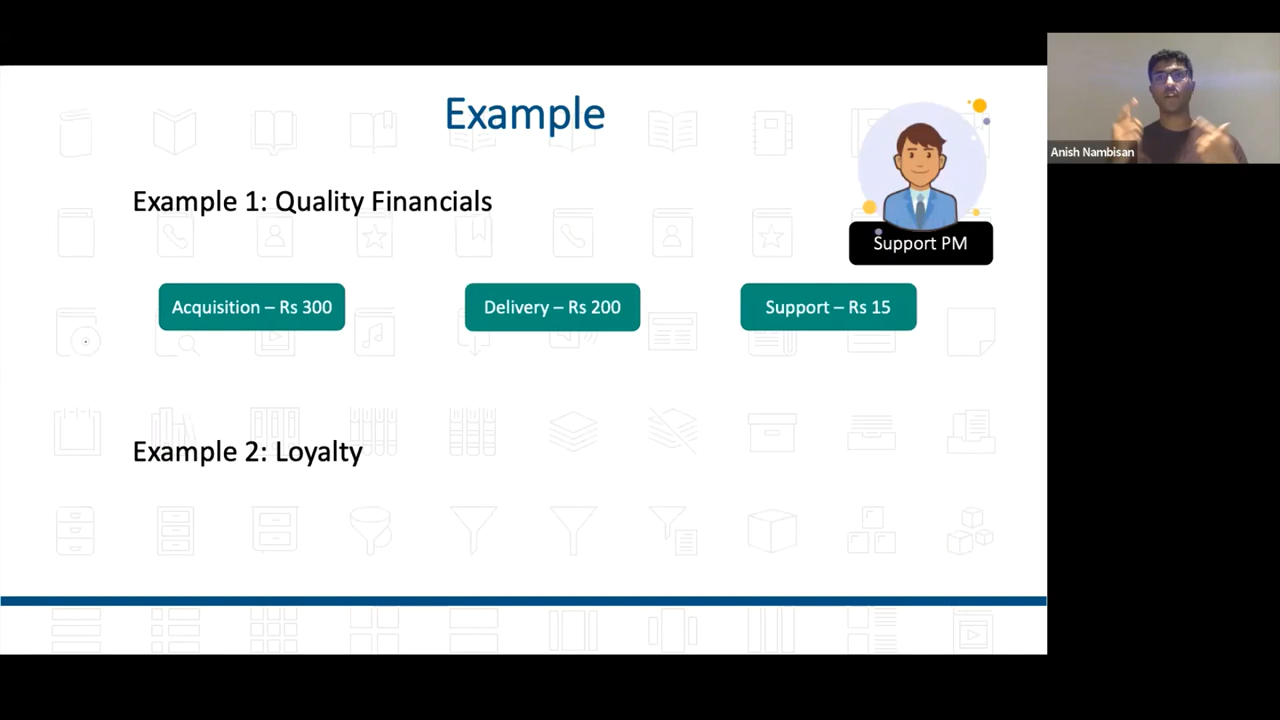 Example
Example 1: Quality Financials
Support PM
Acquisition – Rs 300
Delivery – Rs 200
Support – Rs 15
Example 2: Loyalty
Anish Nambisan